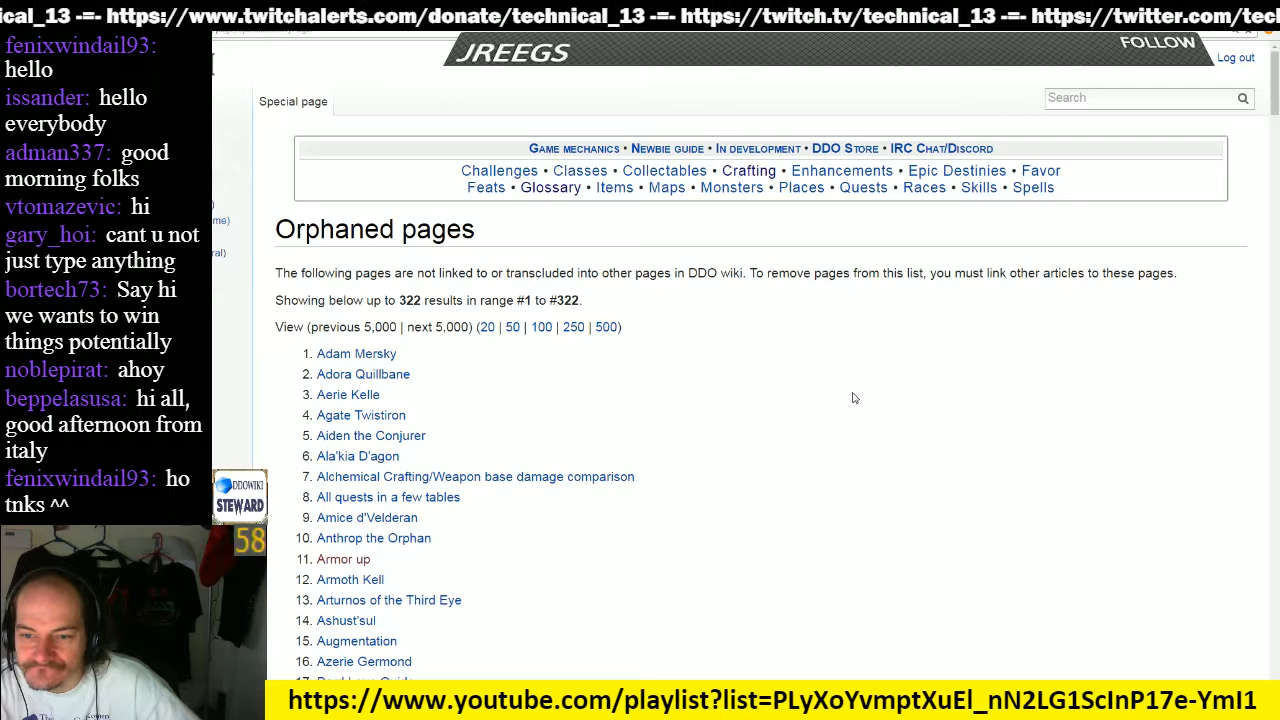 ical_13 -=- https://www.twitchalerts.com/donate/technical_13 -=- https://twitch.tv/technical_13 -=- https://twitter.com/tec
fenixwindail93:
hello
issander: hello
everybody
adman337: good
morning folks
vtomazevic: hi
gary_hoi: cant u not
just type anything
bortech73: Say hi
we wants to win
things potentially
noblepirat: ahoy
beppelasusa: hi all,
good afternoon from
italy
fenixwindail93: ho
tnks ^^
DDOWIKI
STEWARD
58
JREEGS
FOLLOW
Log out
Special page
Search
me)
ral)
Game mechanics • Newbie guide • In development • DDO Store • IRC Chat/Discord
Challenges • Classes • Collectables • Crafting • Enhancements • Epic Destinies • Favor
Feats • Glossary • Items • Maps • Monsters • Places • Quests • Races • Skills • Spells
Orphaned pages
The following pages are not linked to or transcluded into other pages in DDO wiki. To remove pages from this list, you must link other articles to these pages.
Showing below up to 322 results in range #1 to #322.
View (previous 5,000 | next 5,000) (20 | 50 | 100 | 250 | 500)
1. Adam Mersky
2. Adora Quillbane
3. Aerie Kelle
4. Agate Twistiron
5. Aiden the Conjurer
6. Ala'kia D'agon
7. Alchemical Crafting/Weapon base damage comparison
8. All quests in a few tables
9. Amice d'Velderan
10. Anthrop the Orphan
11. Armor up
12. Armoth Kell
13. Arturnos of the Third Eye
14. Ashust'sul
15. Augmentation
16. Azerie Germond
https://www.youtube.com/playlist?list=PLyXoYvmptXuEl_nN2LG1ScInP17e-YmI1